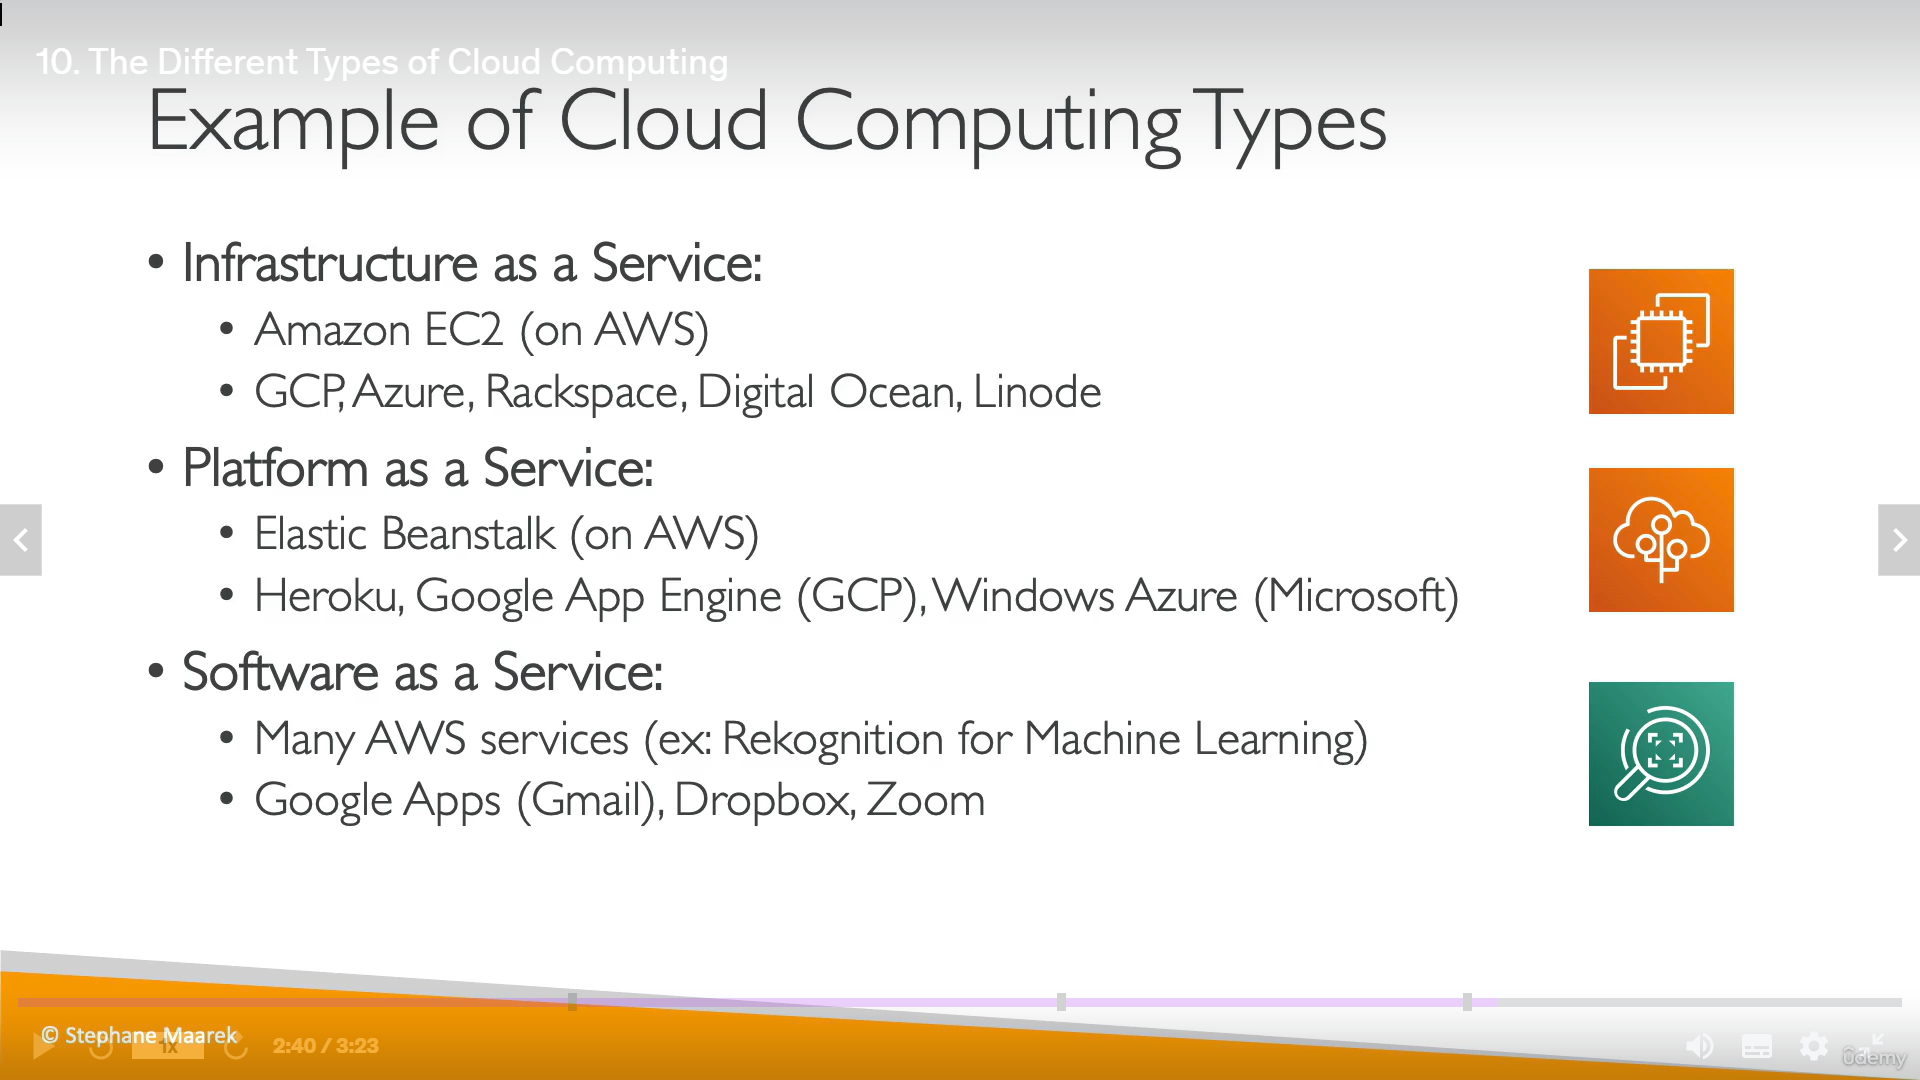 10. The Different Types of Cloud Computing
Example of Cloud Computing Types
• Infrastructure as a Service:
• Amazon EC2 (on AWS)
• GCP, Azure, Rackspace, Digital Ocean, Linode
• Platform as a Service:
• Elastic Beanstalk (on AWS)
• Heroku, Google App Engine (GCP), Windows Azure (Microsoft)
• Software as a Service:
• Many AWS services (ex: Rekognition for Machine Learning)
• Google Apps (Gmail), Dropbox, Zoom
© Stephane Maarek
1x
2:40 / 3:23
ûdemy